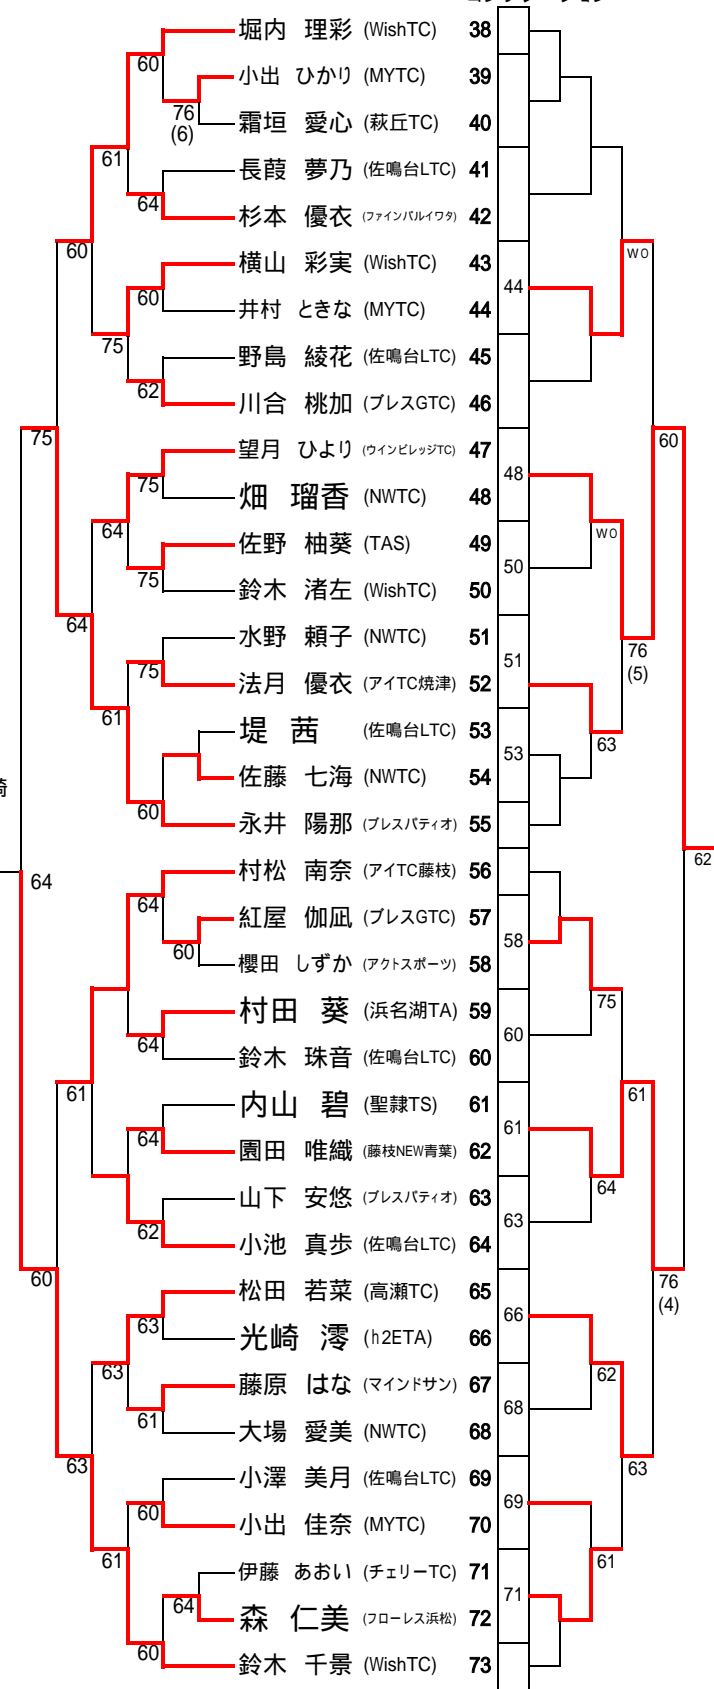 堀内 理彩 (WishTC) 38
60
小出 ひかり (MYTC) 39
76
(6)
霜垣 愛心 (萩丘TC) 40
61
長葭 夢乃 (佐鳴台LTC) 41
64
杉本 優衣 (ファインバルイワタ) 42
60
WO
横山 彩実 (WishTC) 43
60
44
井村 ときな (MYTC) 44
75
野島 綾花 (佐鳴台LTC) 45
62
川合 桃加 (ブレスGTC) 46
75
60
望月 ひより (ウインビレッジTC) 47
75
48
畑 瑠香 (NWTC) 48
64
WO
佐野 柚葵 (TAS) 49
75
50
鈴木 渚左 (WishTC) 50
64
水野 頼子 (NWTC) 51
75
51
76
(5)
法月 優衣 (アイTC焼津) 52
61
堤 茜 (佐鳴台LTC) 53
53
63
佐藤 七海 (NWTC) 54
60
永井 陽那 (ブレスパティオ) 55
62
村松 南奈 (アイTC藤枝) 56
64
64
紅屋 伽凪 (ブレスGTC) 57
60
58
櫻田 しずか (アクトスポーツ) 58
75
村田 葵 (浜名湖TA) 59
64
60
鈴木 珠音 (佐鳴台LTC) 60
61
61
内山 碧 (聖隷TS) 61
64
61
園田 唯織 (藤枝NEW青葉) 62
64
山下 安悠 (ブレスパティオ) 63
62
63
小池 真歩 (佐鳴台LTC) 64
60
76
(4)
松田 若菜 (高瀬TC) 65
63
66
光崎 澪 (h2ETA) 66
63
62
藤原 はな (マインドサン) 67
61
68
大場 愛美 (NWTC) 68
63
63
小澤 美月 (佐鳴台LTC) 69
60
69
小出 佳奈 (MYTC) 70
61
61
伊藤 あおい (チェリーTC) 71
64
71
森 仁美 (フローレス浜松) 72
60
鈴木 千景 (WishTC) 73